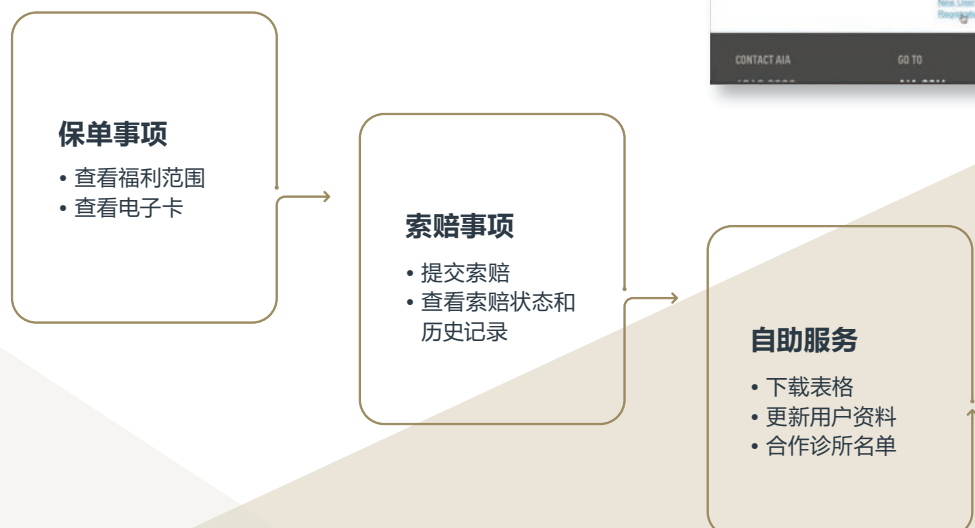 New User
Registration
CONTACT AIA
GO TO
保单事项
• 查看福利范围
• 查看电子卡
索赔事项
• 提交索赔
• 查看索赔状态和
历史记录
自助服务
• 下载表格
• 更新用户资料
• 合作诊所名单